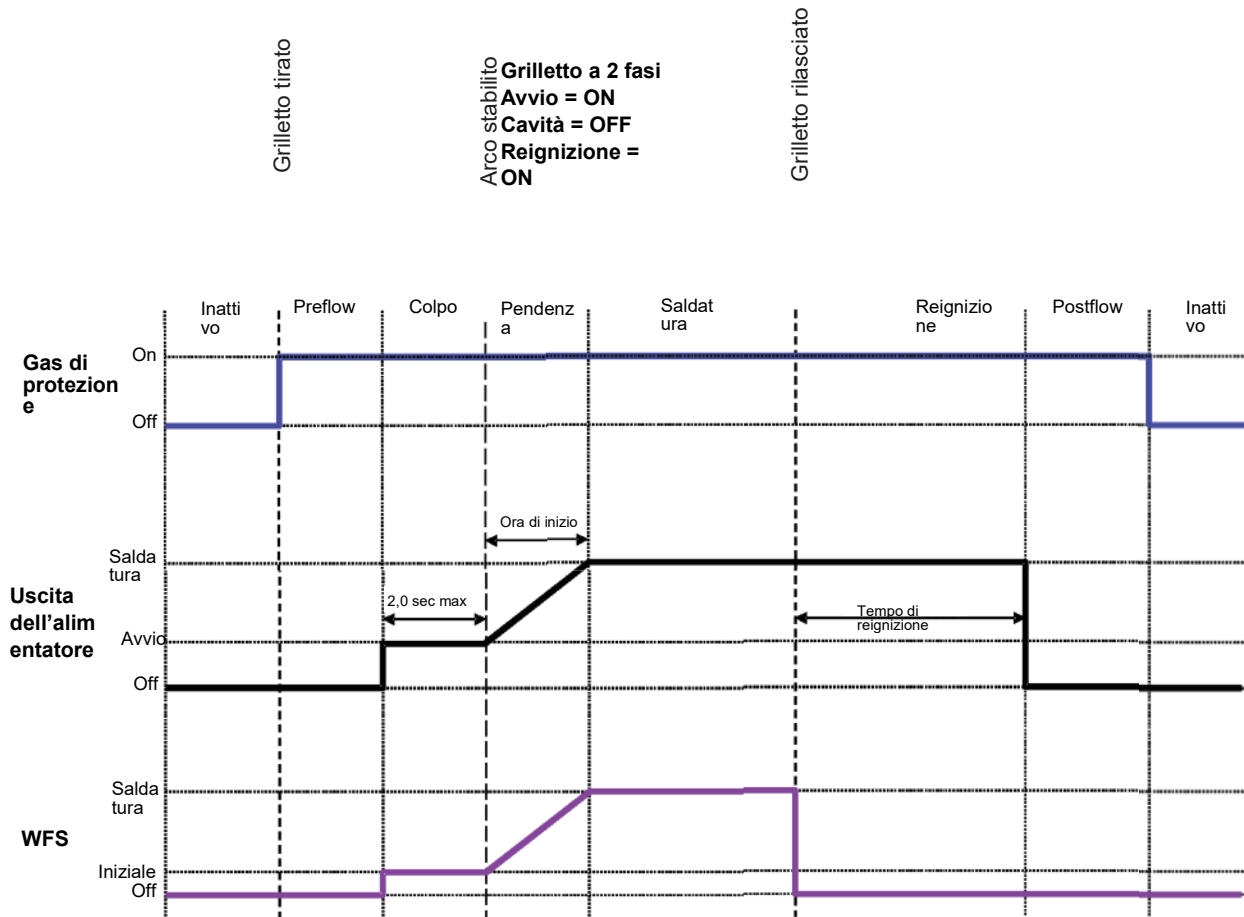 Grilletto tirato
Arco stabilito
Grilletto a 2 fasi
Avvio = ON
Cavità = OFF
Reignizione =
ON
Grilletto rilasciato
Inatti
vo
Preflow
Colpo
Pendenz
a
Saldat
ura
Reignizio
ne
Postflow
Inatti
vo
Gas di
protezion
e
On
Off
Ora di inizio
Salda
tura
2,0 sec max
Uscita
dell'alim
entatore
Avvio
Tempo di
reignizione
Off
Salda
tura
WFS
Iniziale
Off